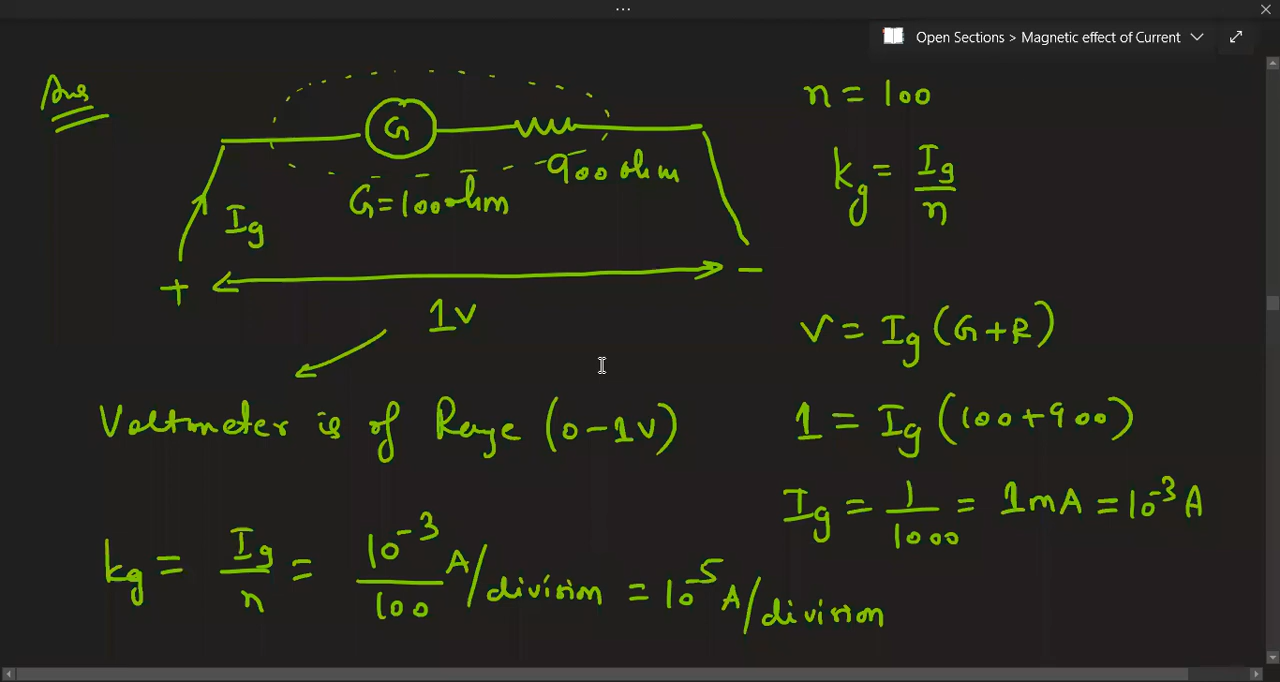 Open Sections > Magnetic effect of Current
Ans
n = 100
G
900 ohm
G=100ohm
Ig
kg = Ig/n
+
−
1V
V = Ig(G+R)
Voltmeter is of Range (0-1V)
1 = Ig(100+900)
Ig = 1/1000 = 1mA = 10⁻³ A
kg = Ig/n = 10⁻³/100 A/division = 10⁻⁵ A/division